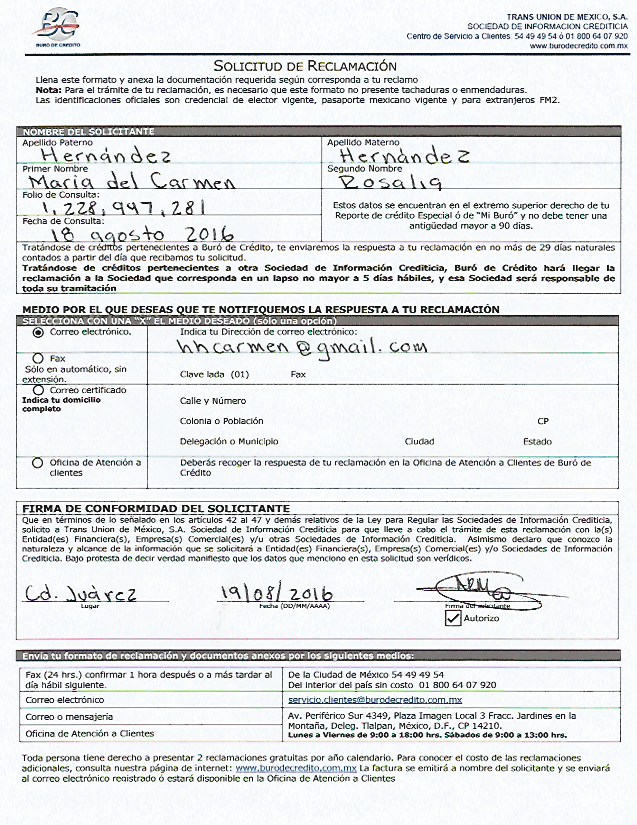 BC
BURÓ DE CRÉDITO
TRANS UNION DE MEXICO, S.A.
SOCIEDAD DE INFORMACION CREDITICIA
Centro de Servicio a Clientes 54 49 49 54 ó 01 800 64 07 920
www.burodecredito.com.mx
SOLICITUD DE RECLAMACIÓN
Llena este formato y anexa la documentación requerida según corresponda a tu reclamo
Nota: Para el trámite de tu reclamación, es necesario que este formato no presente tachaduras o enmendaduras.
Las identificaciones oficiales son credencial de elector vigente, pasaporte mexicano vigente y para extranjeros FM2.
NOMBRE DEL SOLICITANTE
Apellido Paterno
Hernández
Apellido Materno
Hernández
Primer Nombre
María del Carmen
Segundo Nombre
Rosalia
Folio de Consulta:
1,228,997,281
Fecha de Consulta:
18 agosto 2016
Estos datos se encuentran en el extremo superior derecho de tu
Reporte de crédito Especial ó de "Mi Buró" y no debe tener una
antigüedad mayor a 90 días.
Tratándose de créditos pertenecientes a Buró de Crédito, te enviaremos la respuesta a tu reclamación en no más de 29 días naturales
contados a partir del día que recibamos tu solicitud.
Tratándose de créditos pertenecientes a otra Sociedad de Información Crediticia, Buró de Crédito hará llegar la
reclamación a la Sociedad que corresponda en un lapso no mayor a 5 días hábiles, y esa Sociedad será responsable de
toda su tramitación
MEDIO POR EL QUE DESEAS QUE TE NOTIFIQUEMOS LA RESPUESTA A TU RECLAMACIÓN
SELECCIONA CON UNA "X" EL MEDIO DESEADO (sólo una opción)
Correo electrónico.
Indica tu Dirección de correo electrónico:
hhcarmen@gmail.com
Fax
Sólo en automático, sin
extensión.
Clave lada (01) Fax
Correo certificado
Indica tu domicilio
completo
Calle y Número
Colonia o Población CP
Delegación o Municipio Ciudad Estado
Oficina de Atención a
clientes
Deberás recoger la respuesta de tu reclamación en la Oficina de Atención a Clientes de Buró de
Crédito
FIRMA DE CONFORMIDAD DEL SOLICITANTE
Que en términos de lo señalado en los artículos 42 al 47 y demás relativos de la Ley para Regular las Sociedades de Información Crediticia,
solicito a Trans Union de México, S.A. Sociedad de Información Crediticia para que lleve a cabo el trámite de esta reclamación con la(s)
Entidad(es) Financiera(s), Empresa(s) Comercial(es) y/u otras Sociedades de Información Crediticia. Asimismo declaro que conozco la
naturaleza y alcance de la información que se solicitará a Entidad(es) Financiera(s), Empresa(s) Comercial(es) y/o Sociedades de Información
Crediticia. Bajo protesta de decir verdad manifiesto que los datos que menciono en esta solicitud son verídicos.
Cd. Juárez 19/08/2016
Lugar Fecha (DD/MM/AAAA) Firma del solicitante
Autorizo
Envía tu formato de reclamación y documentos anexos por los siguientes medios:
Fax (24 hrs.) confirmar 1 hora después o a más tardar al
día hábil siguiente.
De la Ciudad de México 54 49 49 54
Del interior del país sin costo 01 800 64 07 920
Correo electrónico
servicio.clientes@burodecredito.com.mx
Correo o mensajería
Oficina de Atención a Clientes
Av. Periférico Sur 4349, Plaza Imagen Local 3 Fracc. Jardines en la
Montaña, Deleg. Tlalpan, México, D.F., CP 14210.
Lunes a Viernes de 9:00 a 18:00 hrs. Sábados de 9:00 a 13:00 hrs.
Toda persona tiene derecho a presentar 2 reclamaciones gratuitas por año calendario. Para conocer el costo de las reclamaciones
adicionales, consulta nuestra página de internet: www.burodecredito.com.mx La factura se emitirá a nombre del solicitante y se enviará
al correo electrónico registrado ó estará disponible en la Oficina de Atención a Clientes